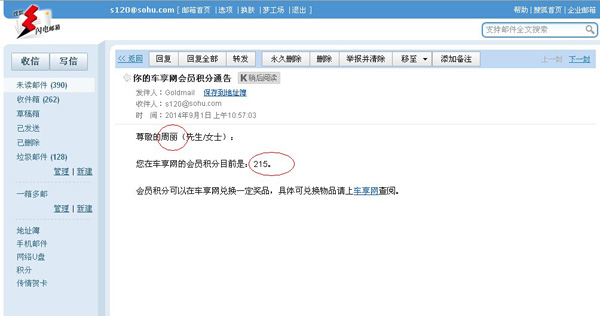 搜狐
闪电邮箱
s120@sohu.com [ 邮箱首页 | 选项 | 换肤 | 梦工场 | 退出 ]
帮助 | 搜狐首页 | 企业邮箱
支持邮件全文搜索
收信 写信
<< 返回 回复 回复全部 转发 永久删除 删除 举报并清除 移至 添加备注 上一封 下一封
未读邮件 (390)
收件箱 (262)
草稿箱
已发送
已删除
垃圾邮件 (128)
管理 | 新建
一箱多邮
管理 | 新建
地址簿
手机邮件
网络U盘
积分
传情贺卡
你的车享网会员积分通告 K 稍后阅读
发件人: Goldmail 保存到地址簿
收件人: s120@sohu.com
时 间: 2014年9月1日 上午10:57:03
尊敬的周丽（先生/女士）:
您在车享网的会员积分目前是: 215。
会员积分可以在车享网兑换一定奖品，具体可兑换物品请上车享网查阅。